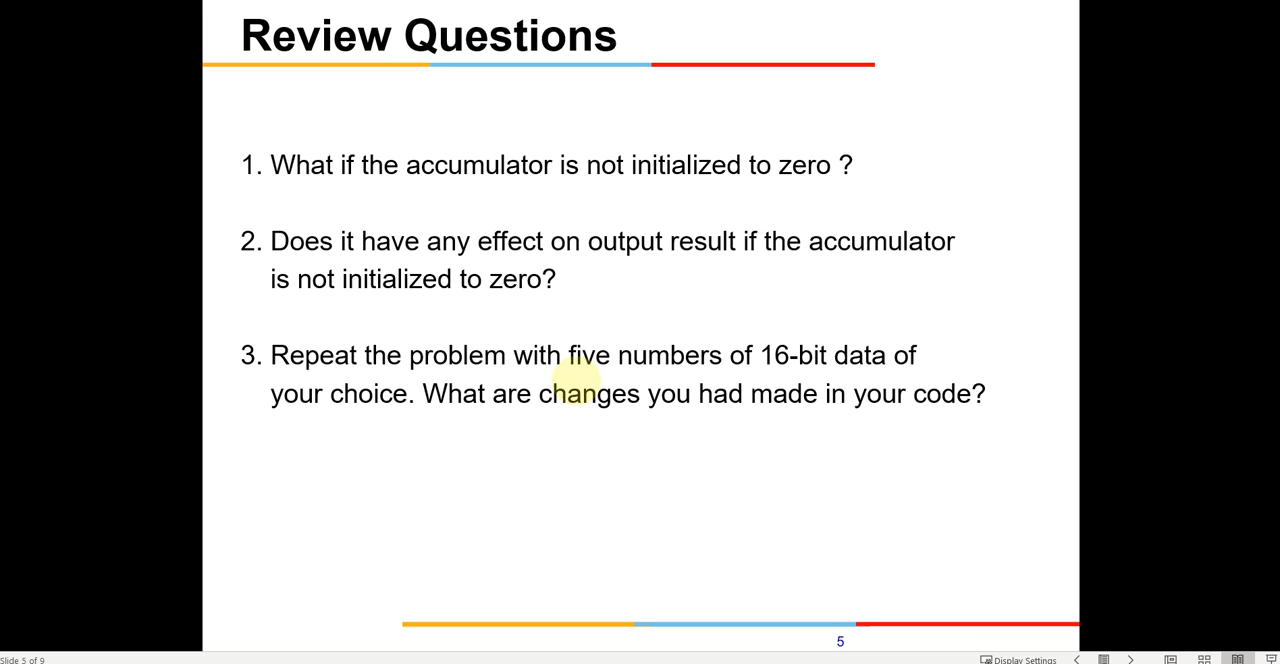 Review Questions
1. What if the accumulator is not initialized to zero ?
2. Does it have any effect on output result if the accumulator
is not initialized to zero?
3. Repeat the problem with five numbers of 16-bit data of
your choice. What are changes you had made in your code?
5
Slide 5 of 9
Display Settings